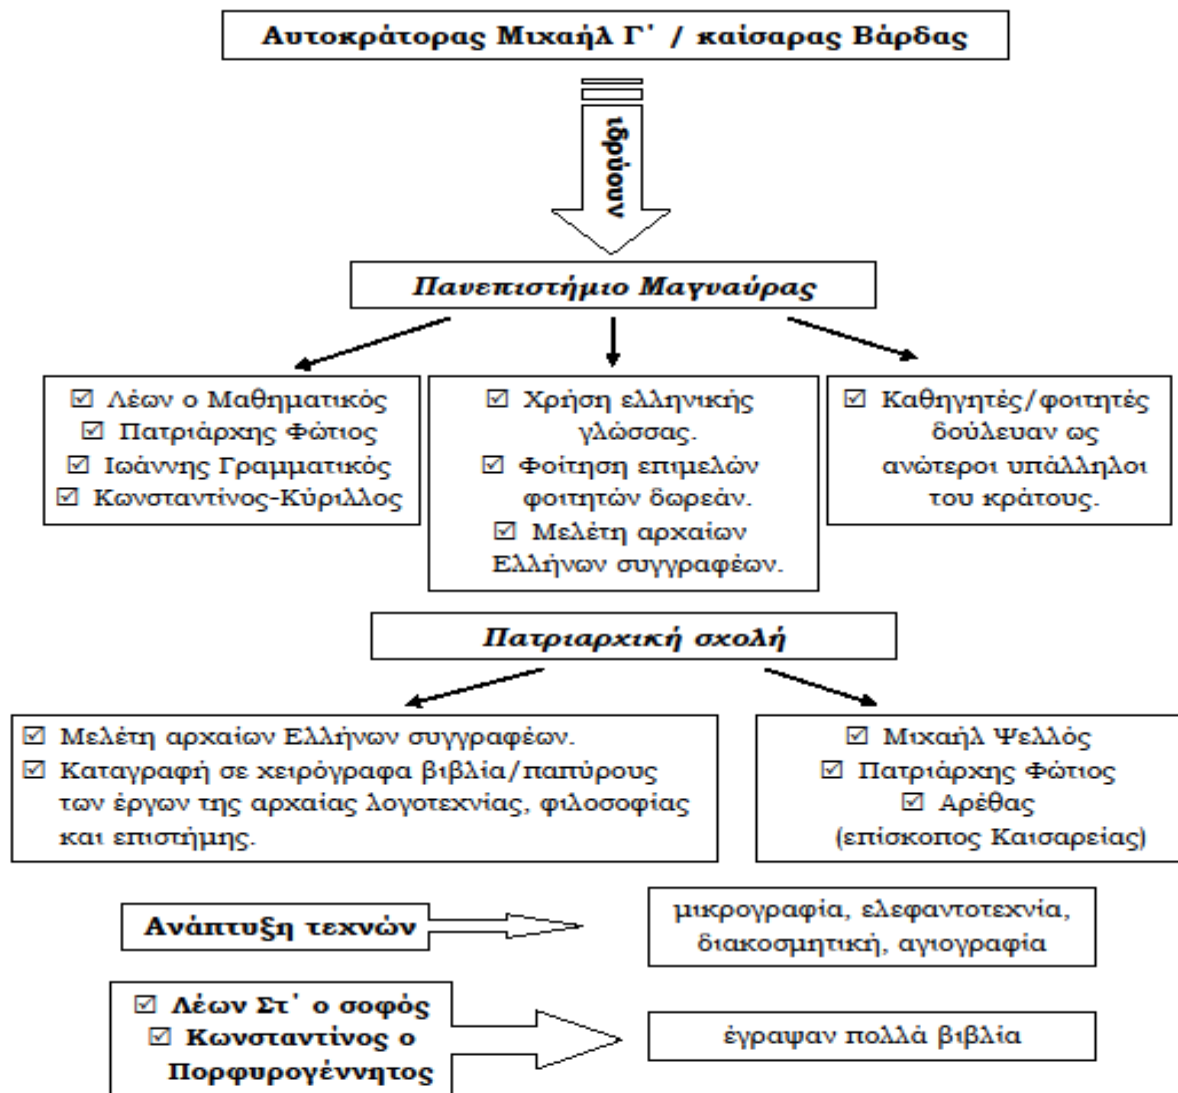 Αυτοκράτορας Μιχαήλ Γ΄ / καίσαρας Βάρδας
ιδρύουν
Πανεπιστήμιο Μαγναύρας
☑ Λέων ο Μαθηματικός
☑ Πατριάρχης Φώτιος
☑ Ιωάννης Γραμματικός
☑ Κωνσταντίνος-Κύριλλος
☑ Χρήση ελληνικής
γλώσσας.
☑ Φοίτηση επιμελών
φοιτητών δωρεάν.
☑ Μελέτη αρχαίων
Ελλήνων συγγραφέων.
☑ Καθηγητές/φοιτητές
δούλευαν ως
ανώτεροι υπάλληλοι
του κράτους.
Πατριαρχική σχολή
☑ Μελέτη αρχαίων Ελλήνων συγγραφέων.
☑ Καταγραφή σε χειρόγραφα βιβλία/παπύρους
των έργων της αρχαίας λογοτεχνίας, φιλοσοφίας
και επιστήμης.
☑ Μιχαήλ Ψελλός
☑ Πατριάρχης Φώτιος
☑ Αρέθας
(επίσκοπος Καισαρείας)
Ανάπτυξη τεχνών
μικρογραφία, ελεφαντοτεχνία,
διακοσμητική, αγιογραφία
☑ Λέων Στ΄ ο σοφός
☑ Κωνσταντίνος ο
Πορφυρογέννητος
έγραψαν πολλά βιβλία